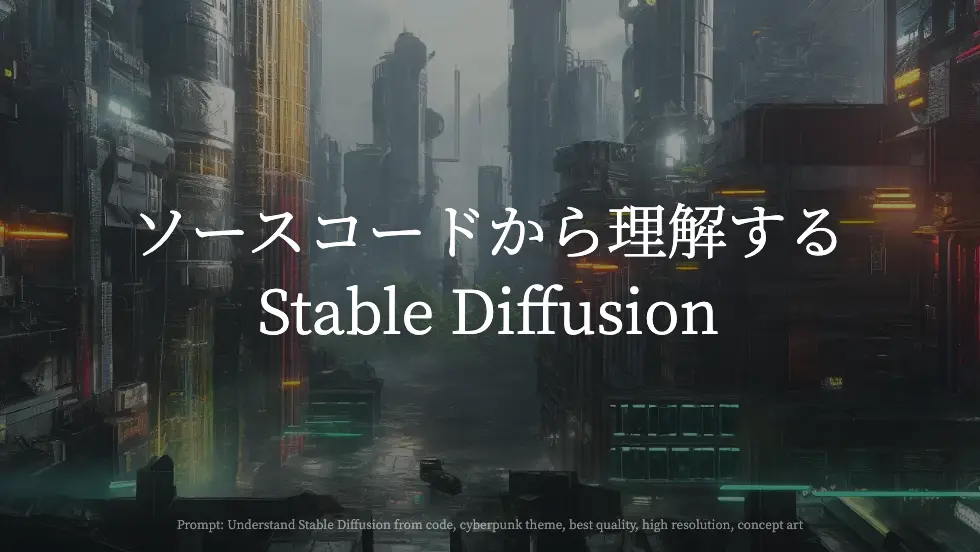 ソースコードから理解する
Stable Diffusion
Prompt: Understand Stable Diffusion from code, cyberpunk theme, best quality, high resolution, concept art